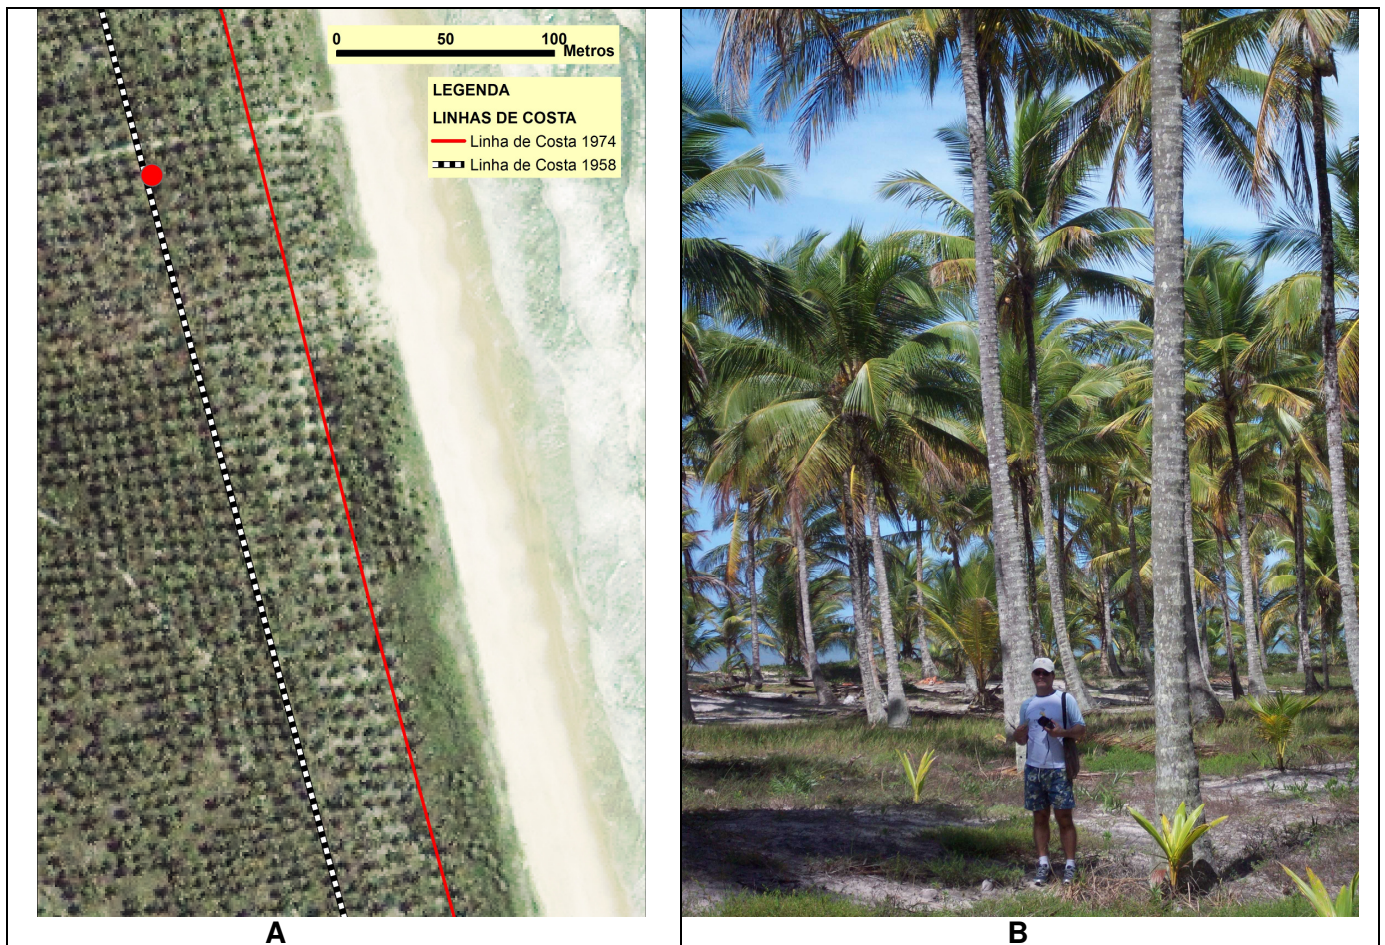 0 50 100
Metros
LEGENDA
LINHAS DE COSTA
Linha de Costa 1974
Linha de Costa 1958
A
B